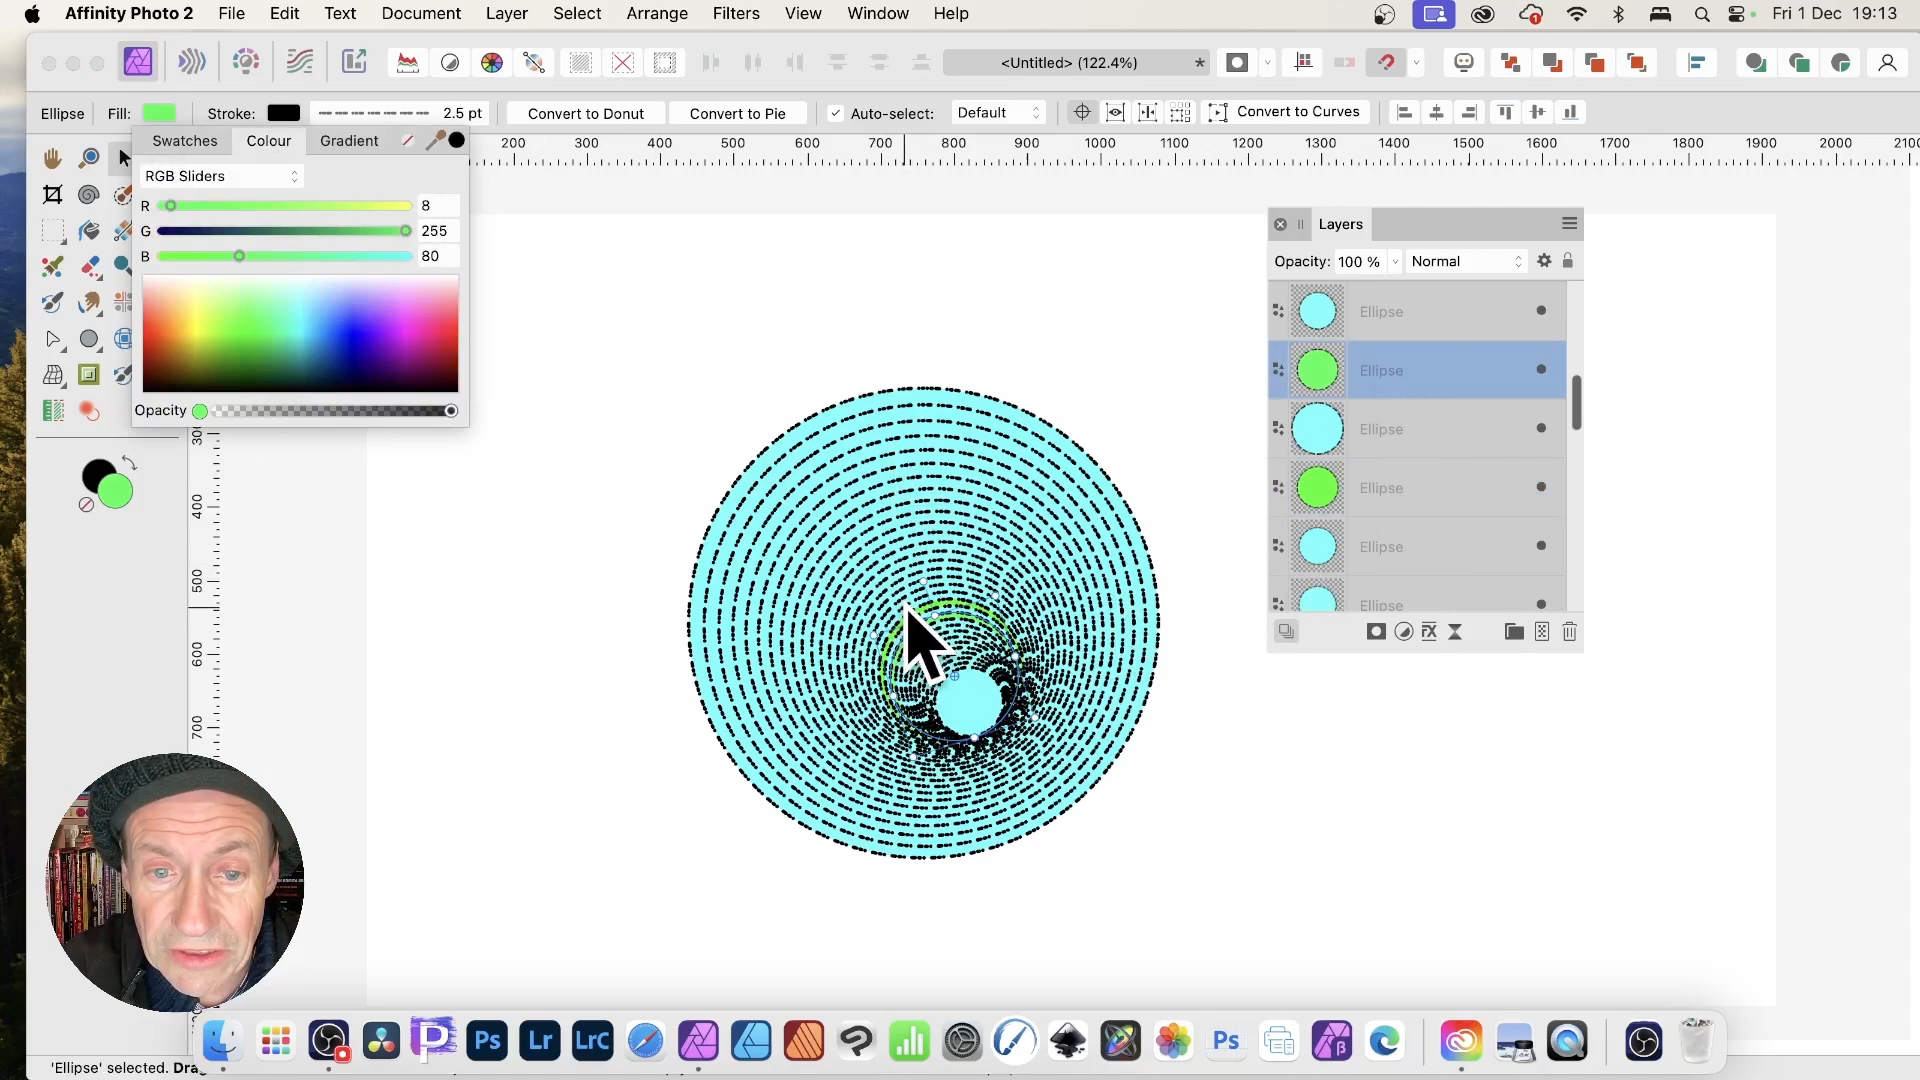 Affinity Photo 2 File Edit Text Document Layer Select Arrange Filters View Window Help Fri 1 Dec 19:13
<Untitled> (122.4%) *
Ellipse Fill: Stroke: 2.5 pt Convert to Donut Convert to Pie Auto-select: Default Convert to Curves
Swatches Colour Gradient
200 300 400 500 600 700 800 900 1000 1100 1200 1300 1400 1500 1600 1700 1800 1900 2000
RGB Sliders
R 8
G 255
B 80
Opacity
Layers
Opacity: 100 % Normal
Ellipse
Ellipse
Ellipse
Ellipse
Ellipse
Ellipse
400
500
600
700
Ps Lr LrC Ps
'Ellipse' selected.